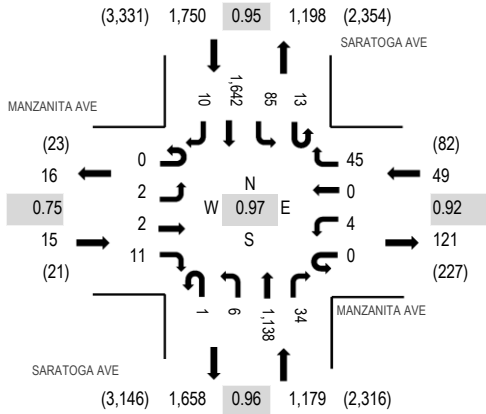 (3,331) 1,750 0.95 1,198 (2,354)
SARATOGA AVE
MANZANITA AVE
10 1,642 85 13
(23) (82)
0 45
16 49
N
2 0
0.75 W 0.97 E 0.92
2 4
15 S 121
11 0
(21) (227)
1 6 1,138 34
MANZANITA AVE
SARATOGA AVE
(3,146) 1,658 0.96 1,179 (2,316)